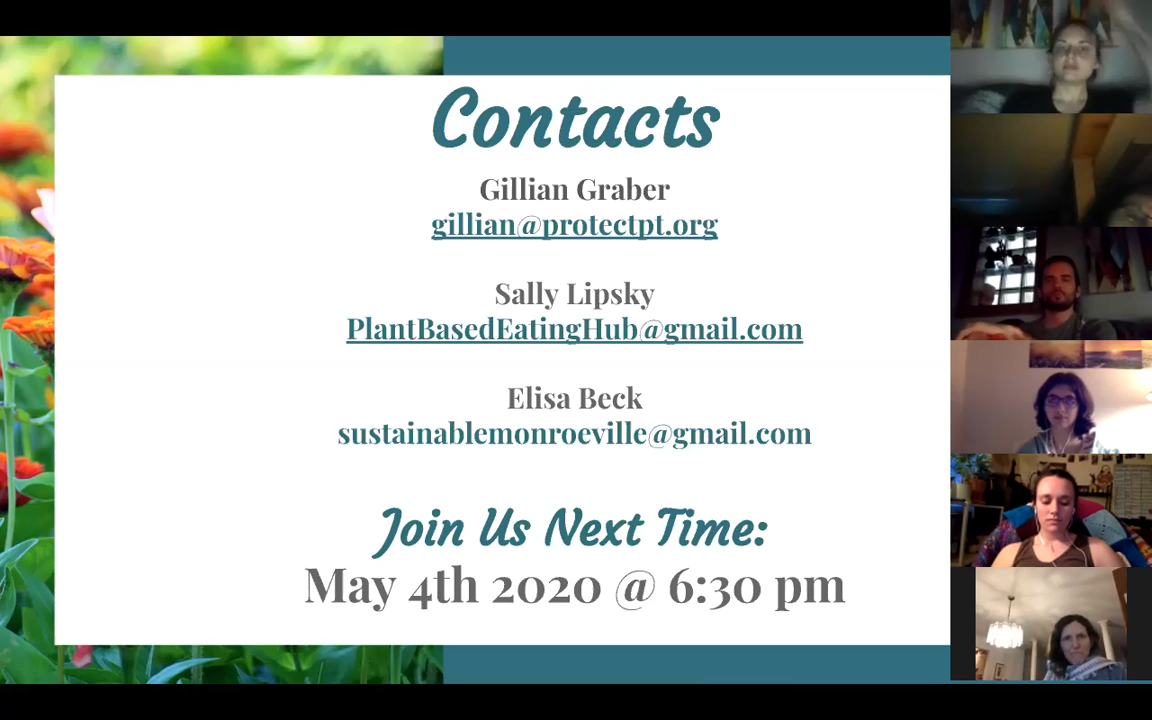 Contacts
Gillian Graber
gillian@protectpt.org
Sally Lipsky
PlantBasedEatingHub@gmail.com
Elisa Beck
sustainablemonroeville@gmail.com
Join Us Next Time:
May 4th 2020 @ 6:30 pm